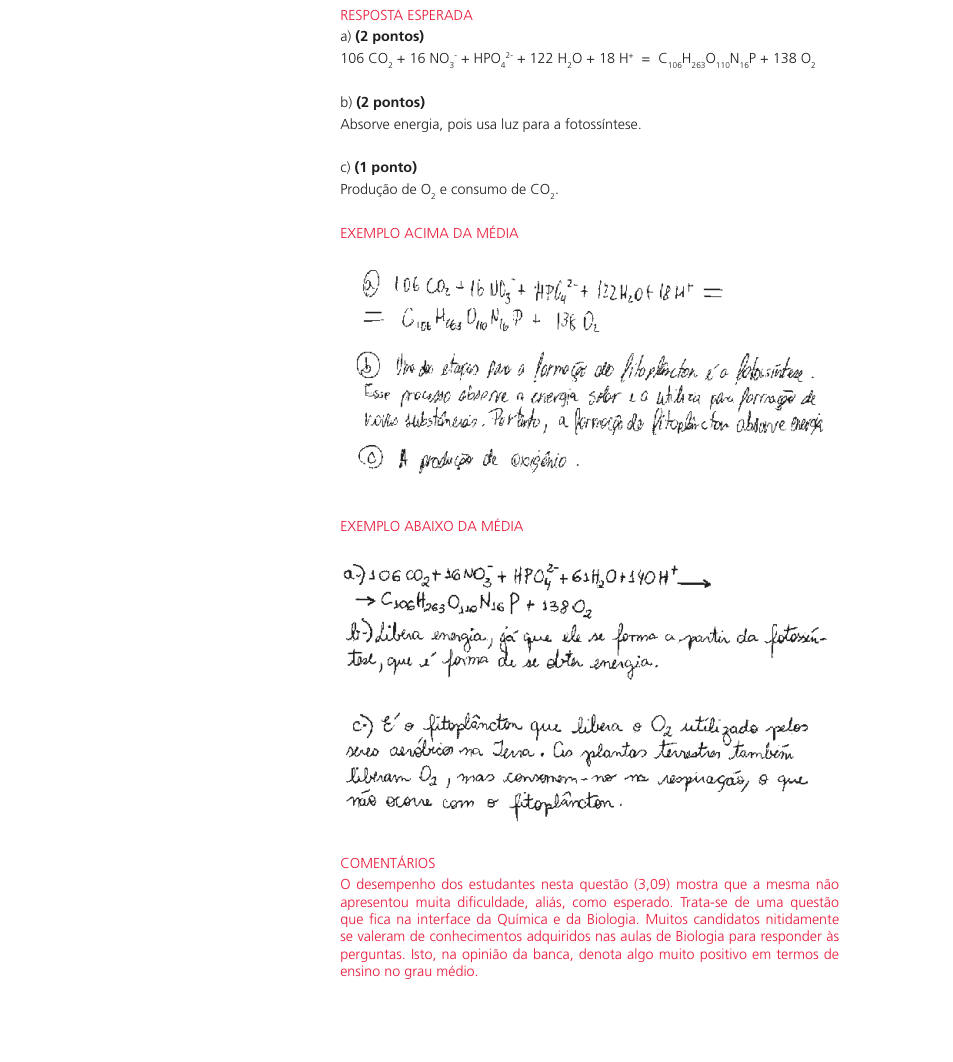 RESPOSTA ESPERADA
a) (2 pontos)
106 CO₂ + 16 NO₃⁻ + HPO₄²⁻ + 122 H₂O + 18 H⁺ = C₁₀₆H₂₆₃O₁₁₀N₁₆P + 138 O₂
b) (2 pontos)
Absorve energia, pois usa luz para a fotossíntese.
c) (1 ponto)
Produção de O₂ e consumo de CO₂.
EXEMPLO ACIMA DA MÉDIA
a) 106 CO₂ + 16 NO₃⁻ + HPO₄²⁻ + 122 H₂O + 18 H⁺ =
= C₁₀₆ H₂₆₃ O₁₁₀ N₁₆ P + 138 O₂
b) Uma das etapas para a formação do fitoplâncton é a fotossíntese.
Esse processo absorve a energia solar e a utiliza para formação de
várias substâncias. Portanto, a formação do fitoplâncton absorve energia
c) A produção de oxigênio.
EXEMPLO ABAIXO DA MÉDIA
a-) 106 CO₂ + 16 NO₃⁻ + HPO₄²⁻ + 61 H₂O + 140 H⁺ →
→ C₁₀₆H₂₆₃O₁₁₀N₁₆P + 138 O₂
b-) Libera energia, já que ele se forma a partir da fotossín-
tese, que é forma de se obter energia.
c-) É o fitoplâncton que libera o O₂ utilizado pelos
seres aeróbicos na Terra. As plantas terrestres também
liberam O₂, mas consomem-no na respiração, o que
não ocorre com o fitoplâncton.
COMENTÁRIOS
O desempenho dos estudantes nesta questão (3,09) mostra que a mesma não
apresentou muita dificuldade, aliás, como esperado. Trata-se de uma questão
que fica na interface da Química e da Biologia. Muitos candidatos nitidamente
se valeram de conhecimentos adquiridos nas aulas de Biologia para responder às
perguntas. Isto, na opinião da banca, denota algo muito positivo em termos de
ensino no grau médio.